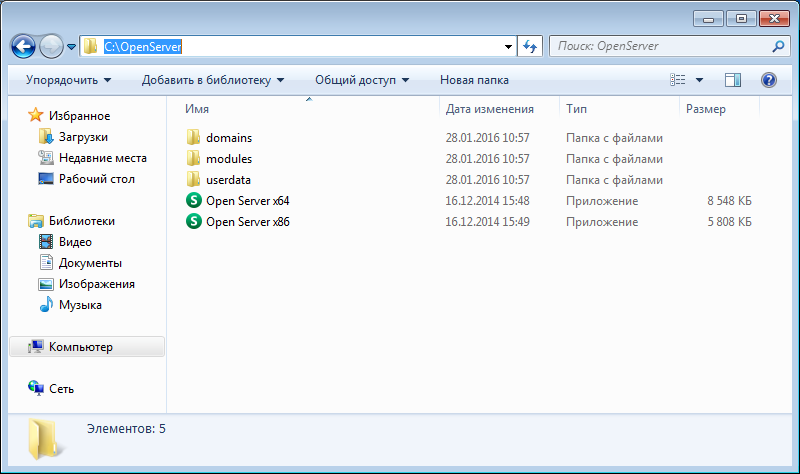 C:\OpenServer
Поиск: OpenServer
Упорядочить Добавить в библиотеку Общий доступ Новая папка
Имя Дата изменения Тип Размер
Избранное
Загрузки
Недавние места
Рабочий стол
Библиотеки
Видео
Документы
Изображения
Музыка
Компьютер
Сеть
domains 28.01.2016 10:57 Папка с файлами
modules 28.01.2016 10:57 Папка с файлами
userdata 28.01.2016 10:57 Папка с файлами
Open Server x64 16.12.2014 15:48 Приложение 8 548 КБ
Open Server x86 16.12.2014 15:49 Приложение 5 808 КБ
Элементов: 5